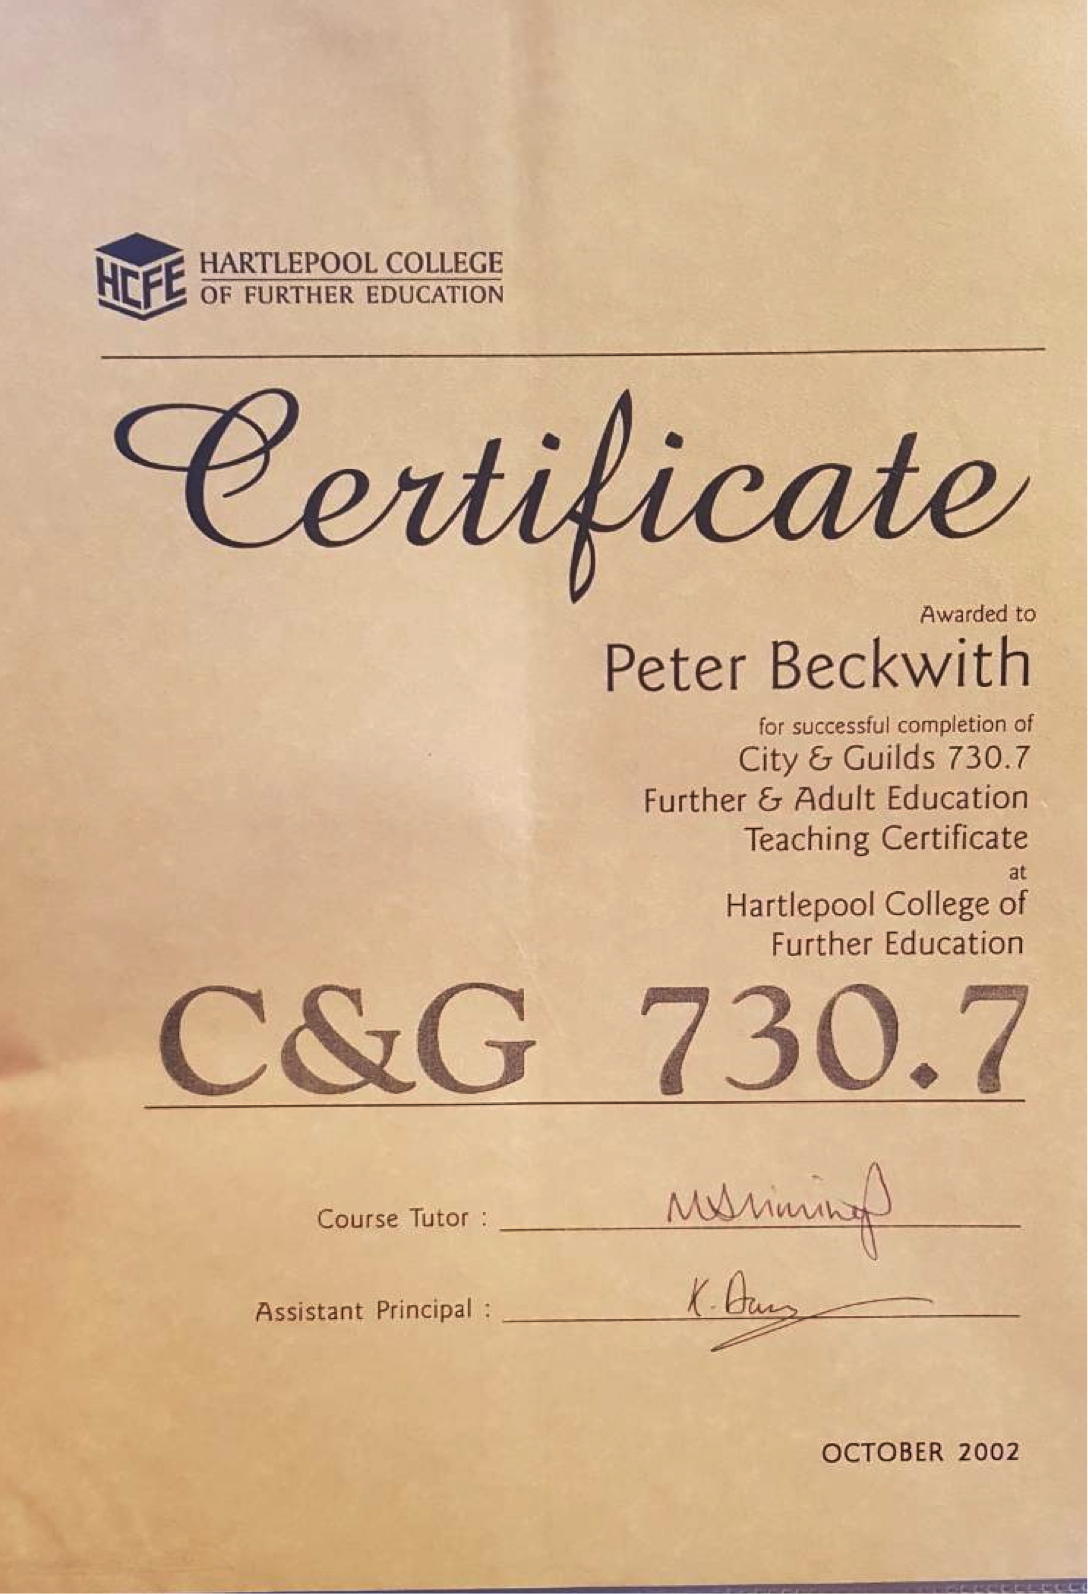 HCFE
HARTLEPOOL COLLEGE
OF FURTHER EDUCATION
Certificate
Awarded to
Peter Beckwith
for successful completion of
City & Guilds 730.7
Further & Adult Education
Teaching Certificate
at
Hartlepool College of
Further Education
C&G 730.7
Course Tutor :
Assistant Principal : K.
OCTOBER 2002